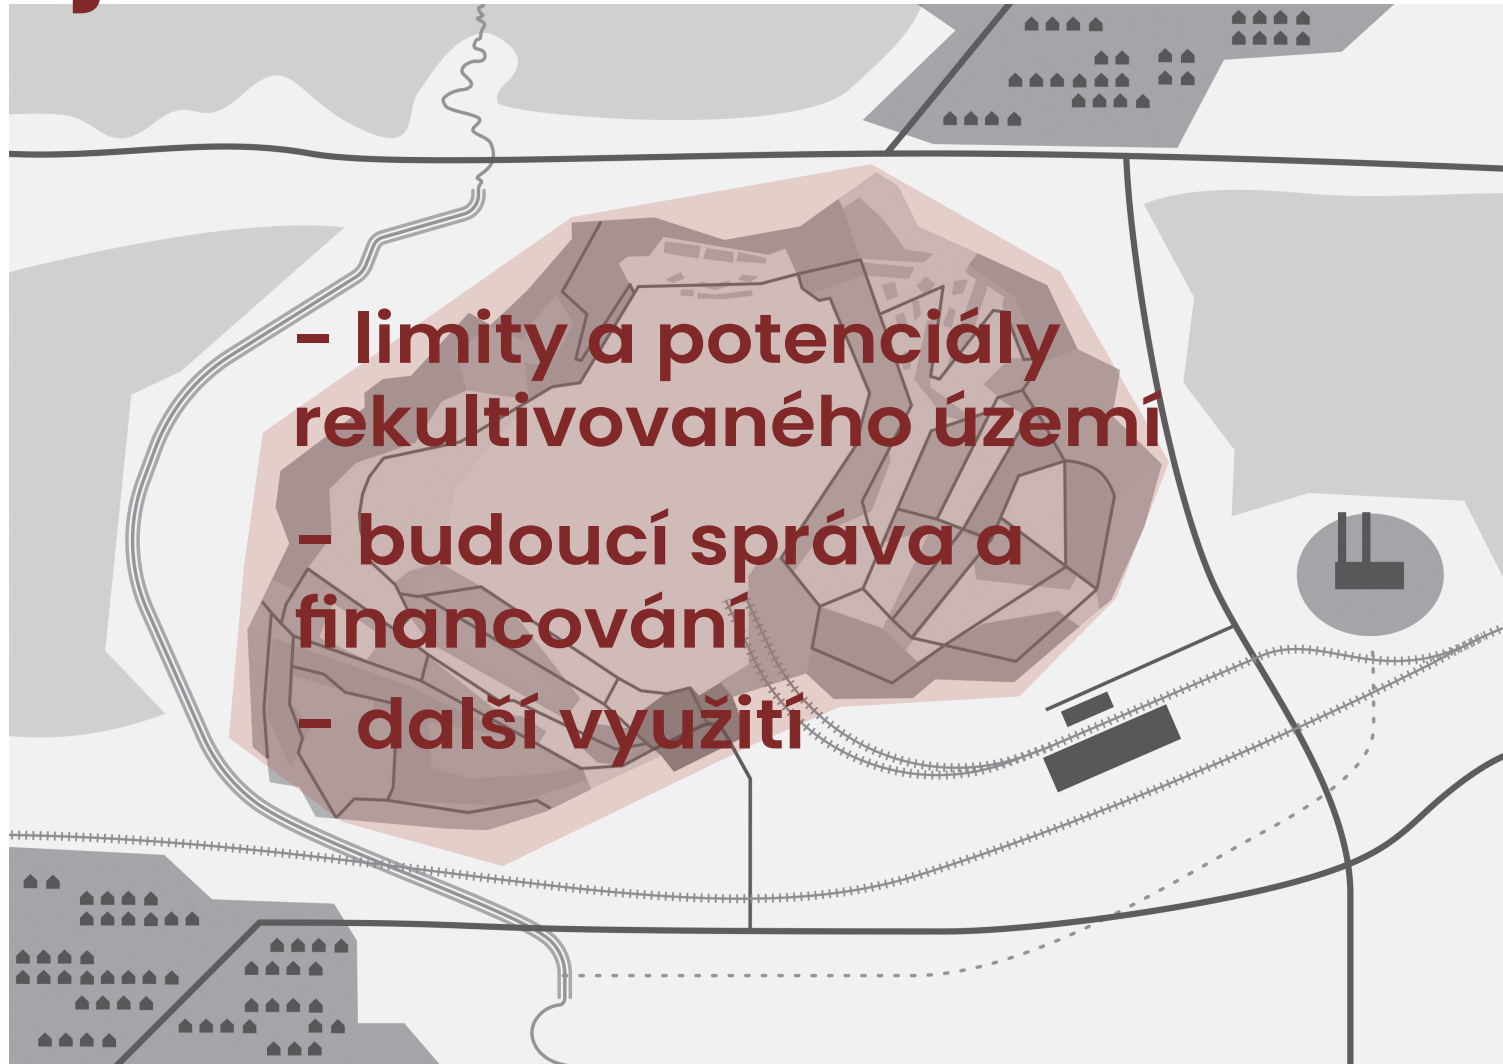 – limity a potenciály
rekultivovaného území
– budoucí správa a
financování
– další využití